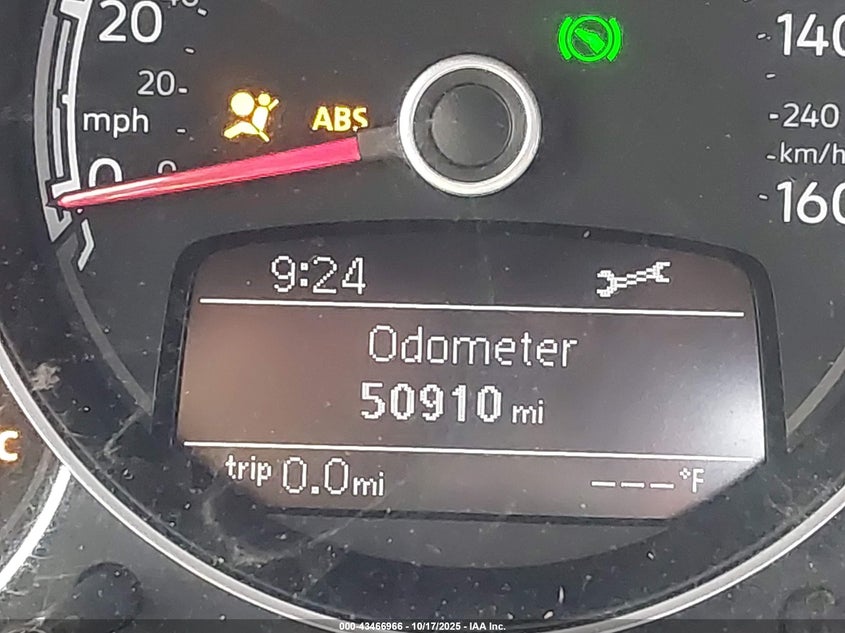 20
20
mph
0
0
ABS
140
240
km/h
160
9:24
Odometer
50910 mi
trip 0.0mi
---°F
C
000-43466966 - 10/17/2025 - IAA Inc.